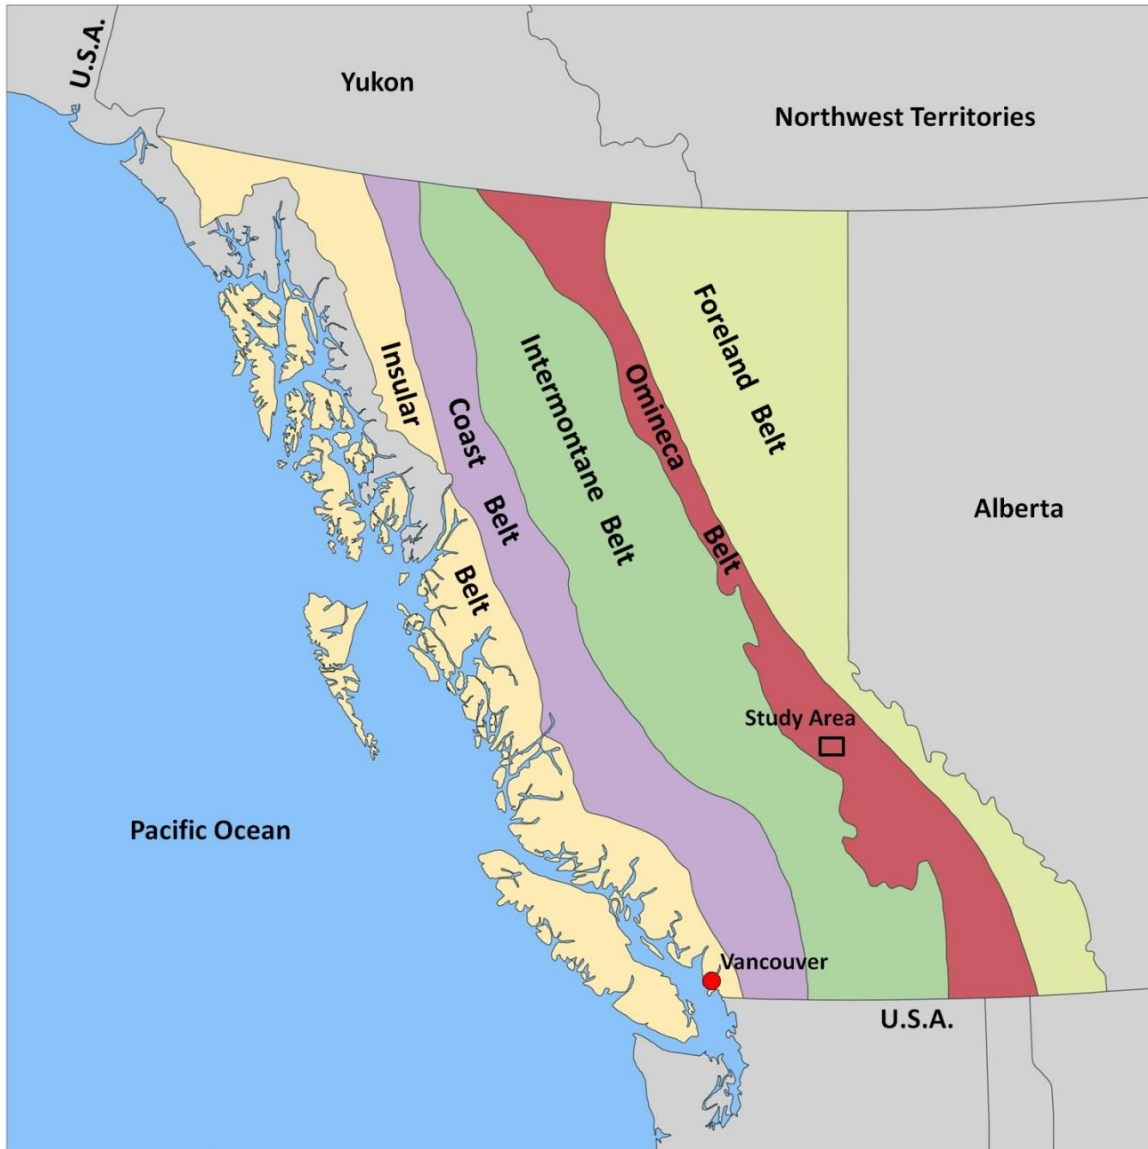 U.S.A.
Yukon
Northwest Territories
Foreland Belt
Insular
Intermontane Belt
Omineca
Coast
Belt
Alberta
Belt
Belt
Study Area
Pacific Ocean
Vancouver
U.S.A.